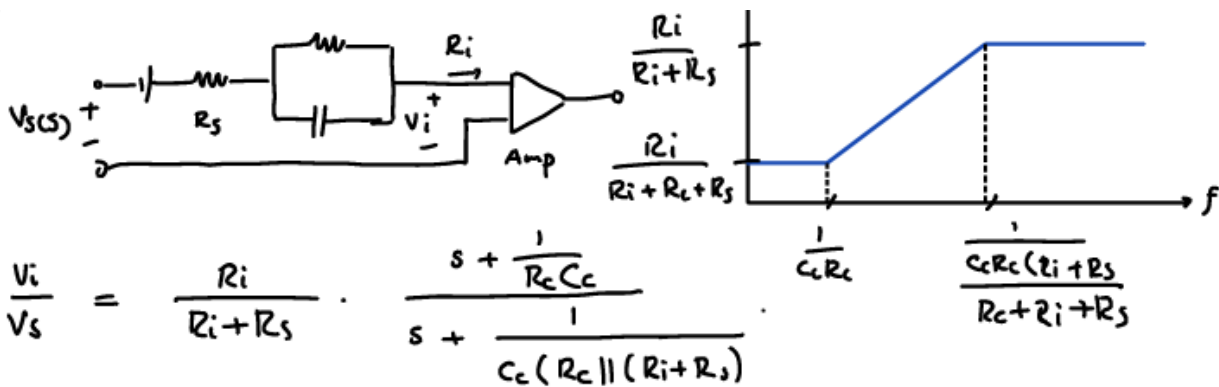 Ri
Vs(s) + -
Rs
Vi + -
Amp
Ri / Ri+Rs
Ri / Ri+Rc+Rs
f
1 / CcRc
1 / CcRc(Ri+Rs / Rc+Ri+Rs
Vi / Vs = Ri / Ri+Rs · s + 1 / RcCc / s + 1 / Cc(Rc||(Ri+Rs) .